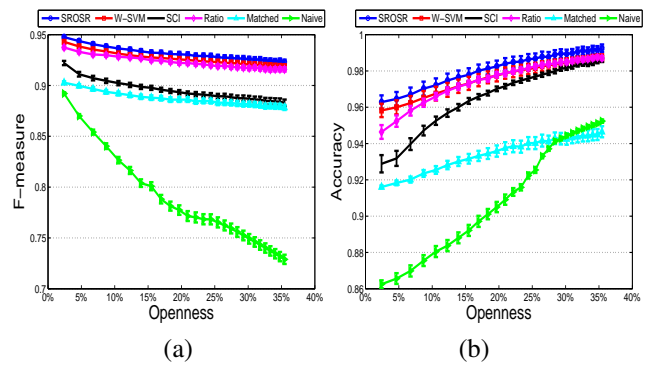 SROSR W-SVM SCI Ratio Matched Naive
0.95
0.9
0.85
0.8
0.75
0.7
F-measure
0 5% 10% 15% 20% 25% 30% 35% 40%
Openness
(a)
SROSR W-SVM SCI Ratio Matched Naive
1
0.98
0.96
0.94
0.92
0.9
0.88
0.86
Accuracy
0 5% 10% 15% 20% 25% 30% 35% 40%
Openness
(b)